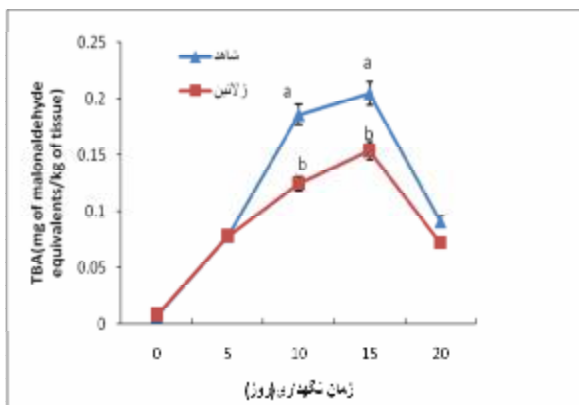 0.25
0.2
0.15
0.1
0.05
0
شاهد
ژلاتین
a
a
b
b
TBA(mg of malonaldehyde
equivalents/kg of tissue)
0 5 10 15 20
زمان نگهداری(روز)